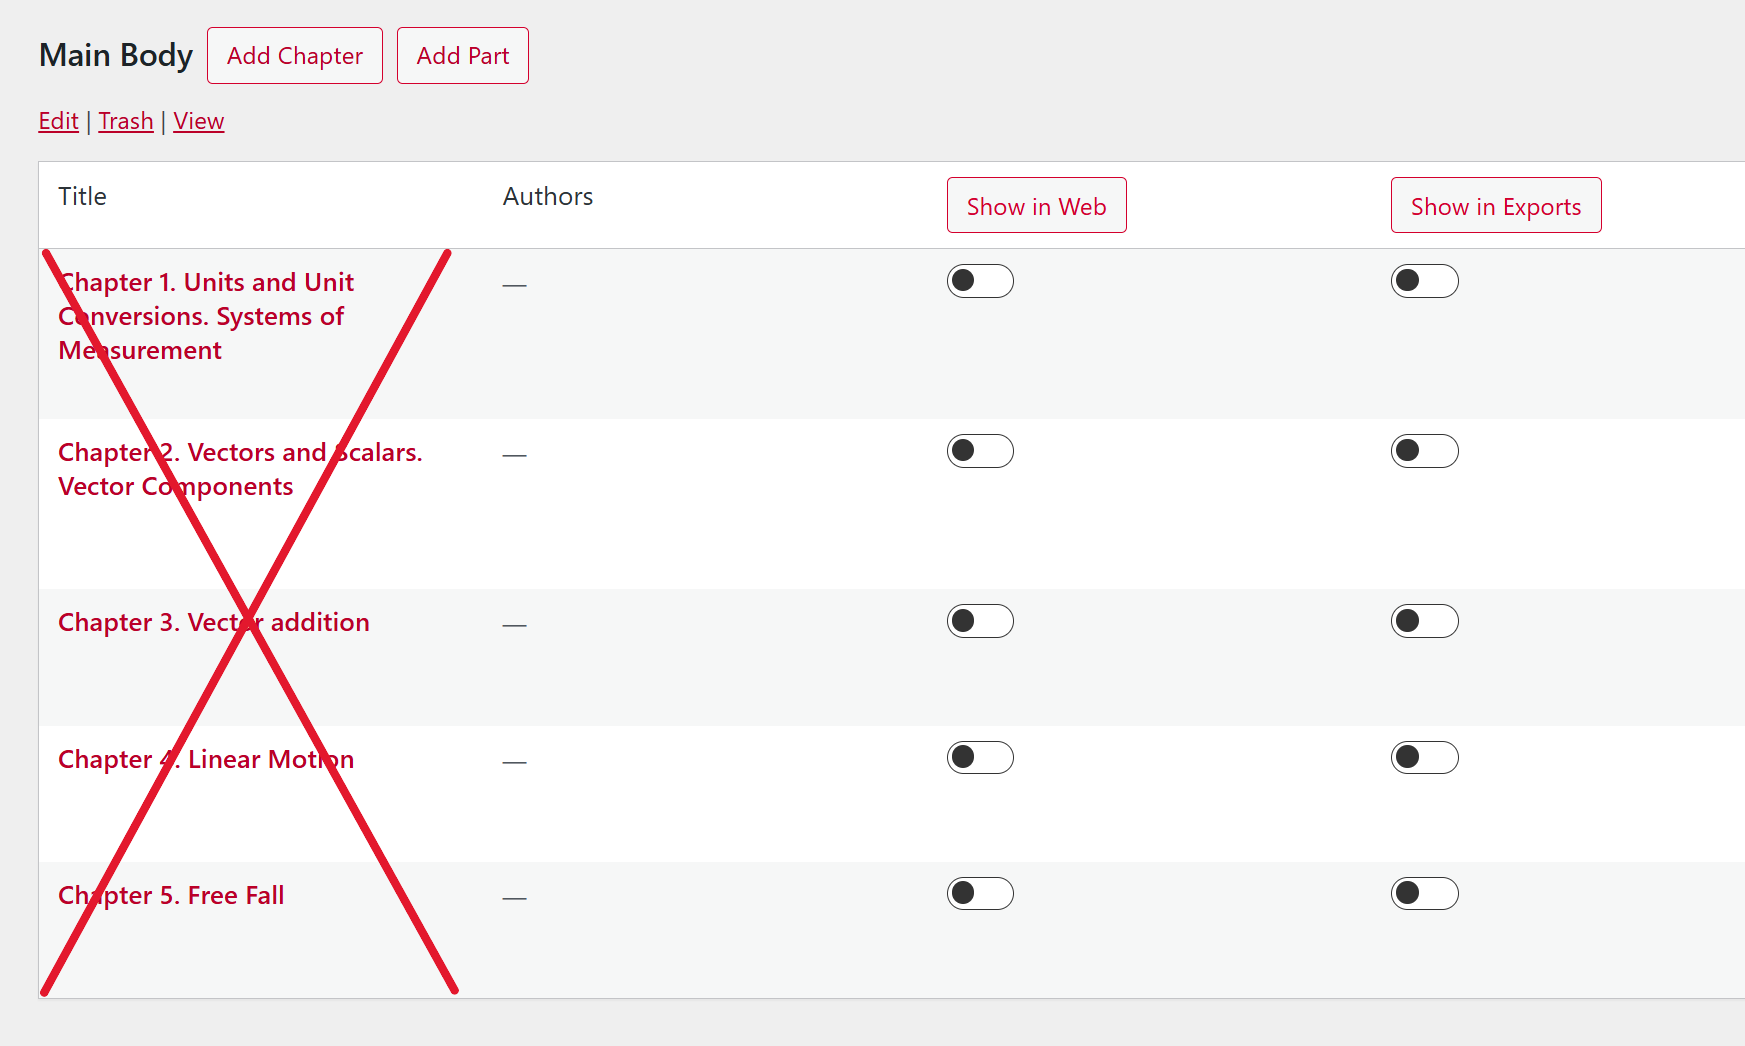 Main Body Add Chapter Add Part
Edit | Trash | View
Title Authors Show in Web Show in Exports
Chapter 1. Units and Unit —
Conversions. Systems of
Measurement
Chapter 2. Vectors and Scalars. —
Vector Components
Chapter 3. Vector addition —
Chapter 4. Linear Motion —
Chapter 5. Free Fall —